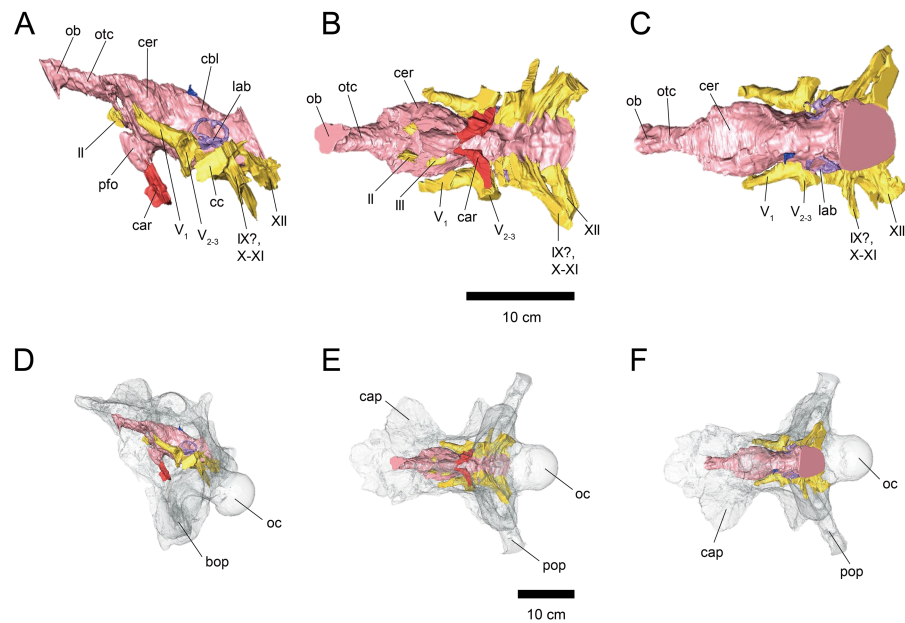 A
ob
otc
cer
cbl
lab
II
pfo
car
V1
V2-3
cc
IX?,
X-XI
XII
B
ob
otc
cer
II
III
V1
car
V2-3
IX?,
X-XI
XII
C
ob
otc
cer
V1
V2-3
lab
IX?,
X-XI
XII
10 cm
D
bop
oc
E
cap
oc
pop
F
cap
oc
pop
10 cm